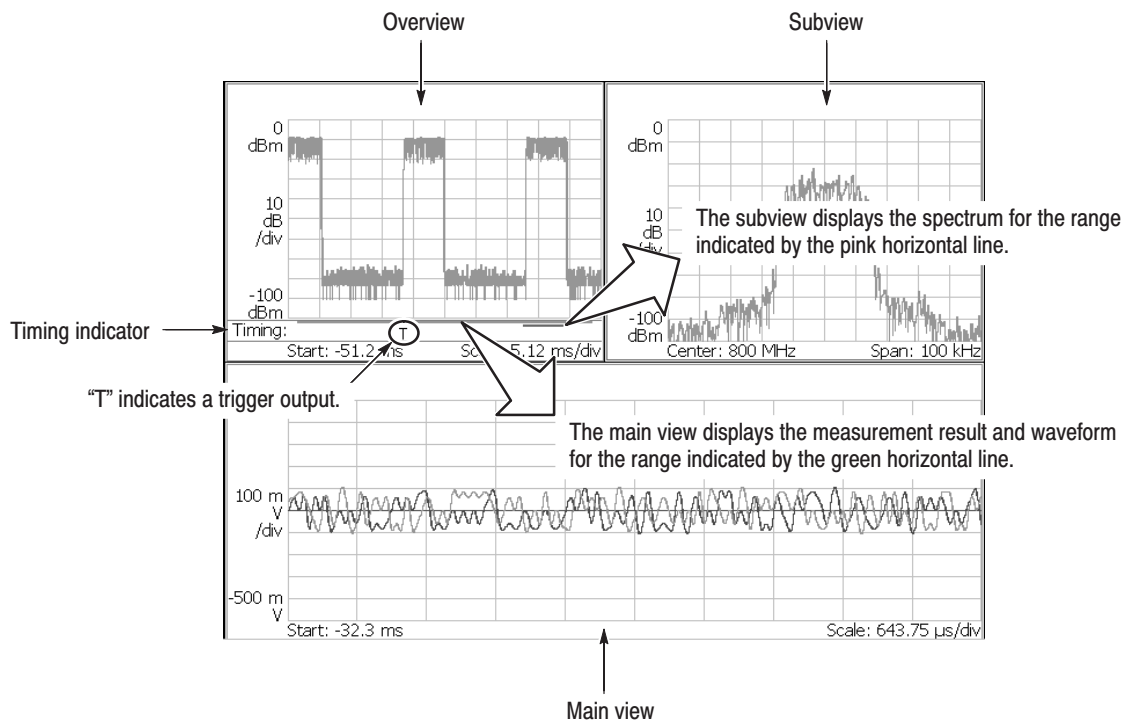 Overview
Subview
0
dBm
10
dB
/div
-100
dBm
Timing:
T
Start: -51.2 ms
5.12 ms/div
0
dBm
10
dB
/div
-100
dBm
Center: 800 MHz
Span: 100 kHz
The subview displays the spectrum for the range
indicated by the pink horizontal line.
Timing indicator
“T” indicates a trigger output.
The main view displays the measurement result and waveform
for the range indicated by the green horizontal line.
100 m
V
/div
-500 m
V
Start: -32.3 ms
Scale: 643.75 µs/div
Main view